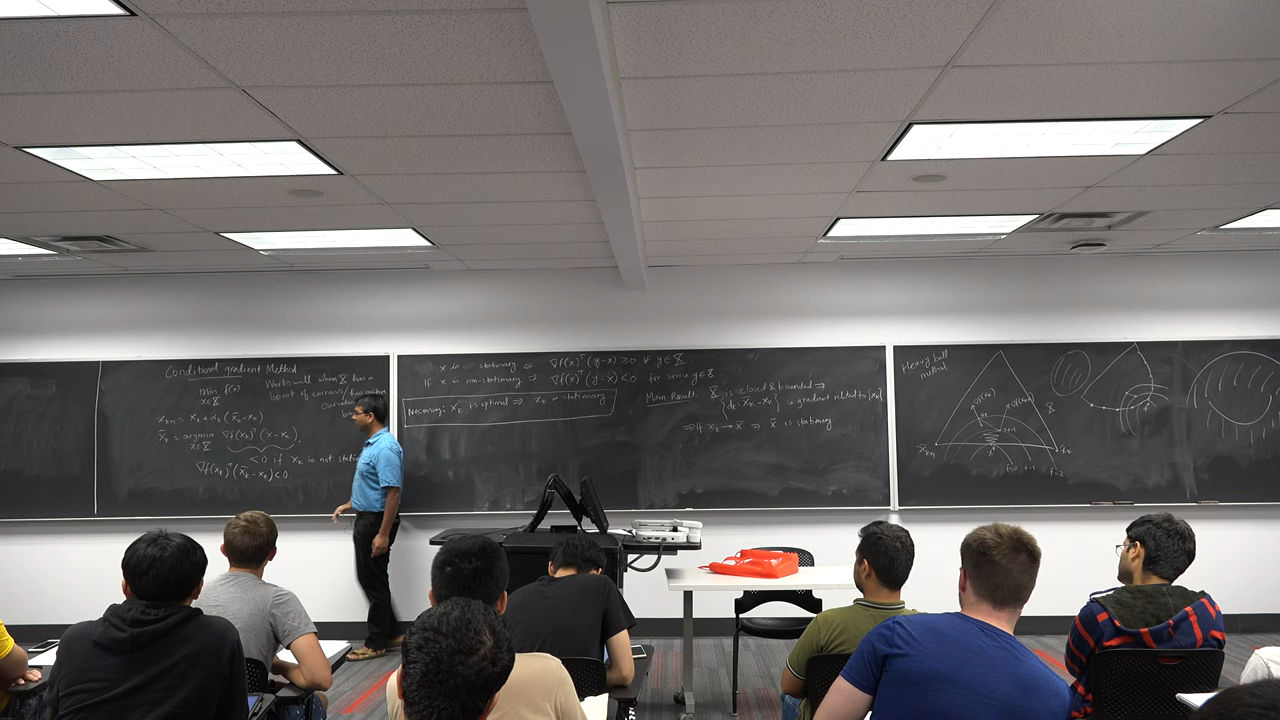 Conditional gradient Method
min f(x)
x∈X
Works well when X has a
x_{k+1} = x_k + α_k (x̄_k - x_k)
x̄_k = argmin ∇f(x_k)^T (x - x_k)
x∈X
< 0 if x_k is not
∇f(x_k)^T (x̄_k - x_k) < 0.
x is stationary ⇔ ∇f(x)^T (y-x) ≥ 0 ∀ y∈X
If x is non-stationary ⇒ ∇f(x)^T (y-x) < 0 for some y∈X
Necessary: x_k is optimal ⇒ x_k is stationary
Main Result: X is closed & bounded ⇒
{d_k = x̄_k - x_k} is gradient related to {x_k}
⇒ If x_k → x̄ ⇒ x̄ is stationary
Heavy ball
method
X